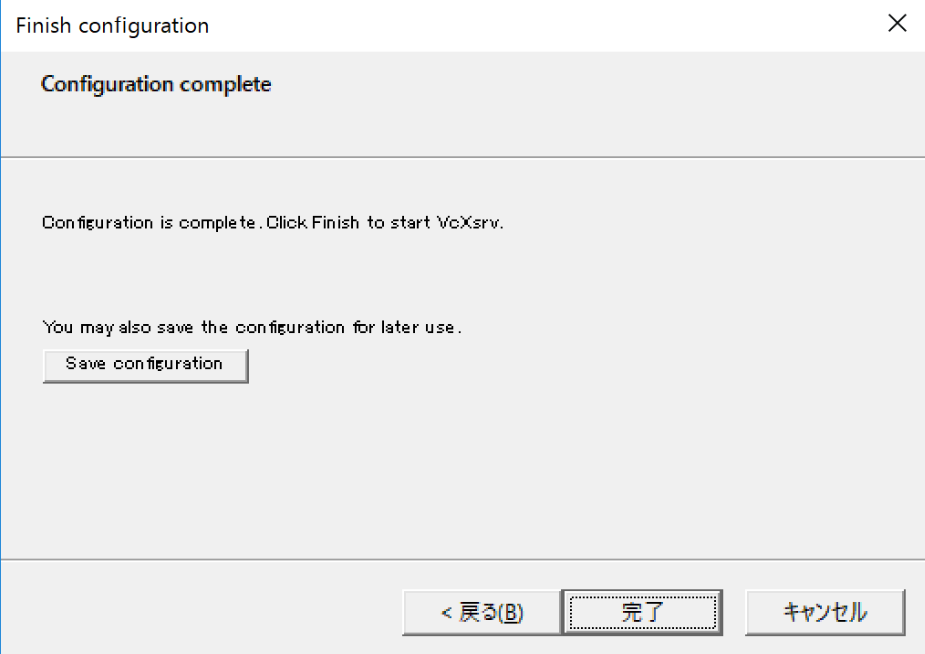 Finish configuration
Configuration complete
Configuration is complete. Click Finish to start VcXsrv.
You may also save the configuration for later use.
Save configuration
< 戻る(B)
完了
キャンセル